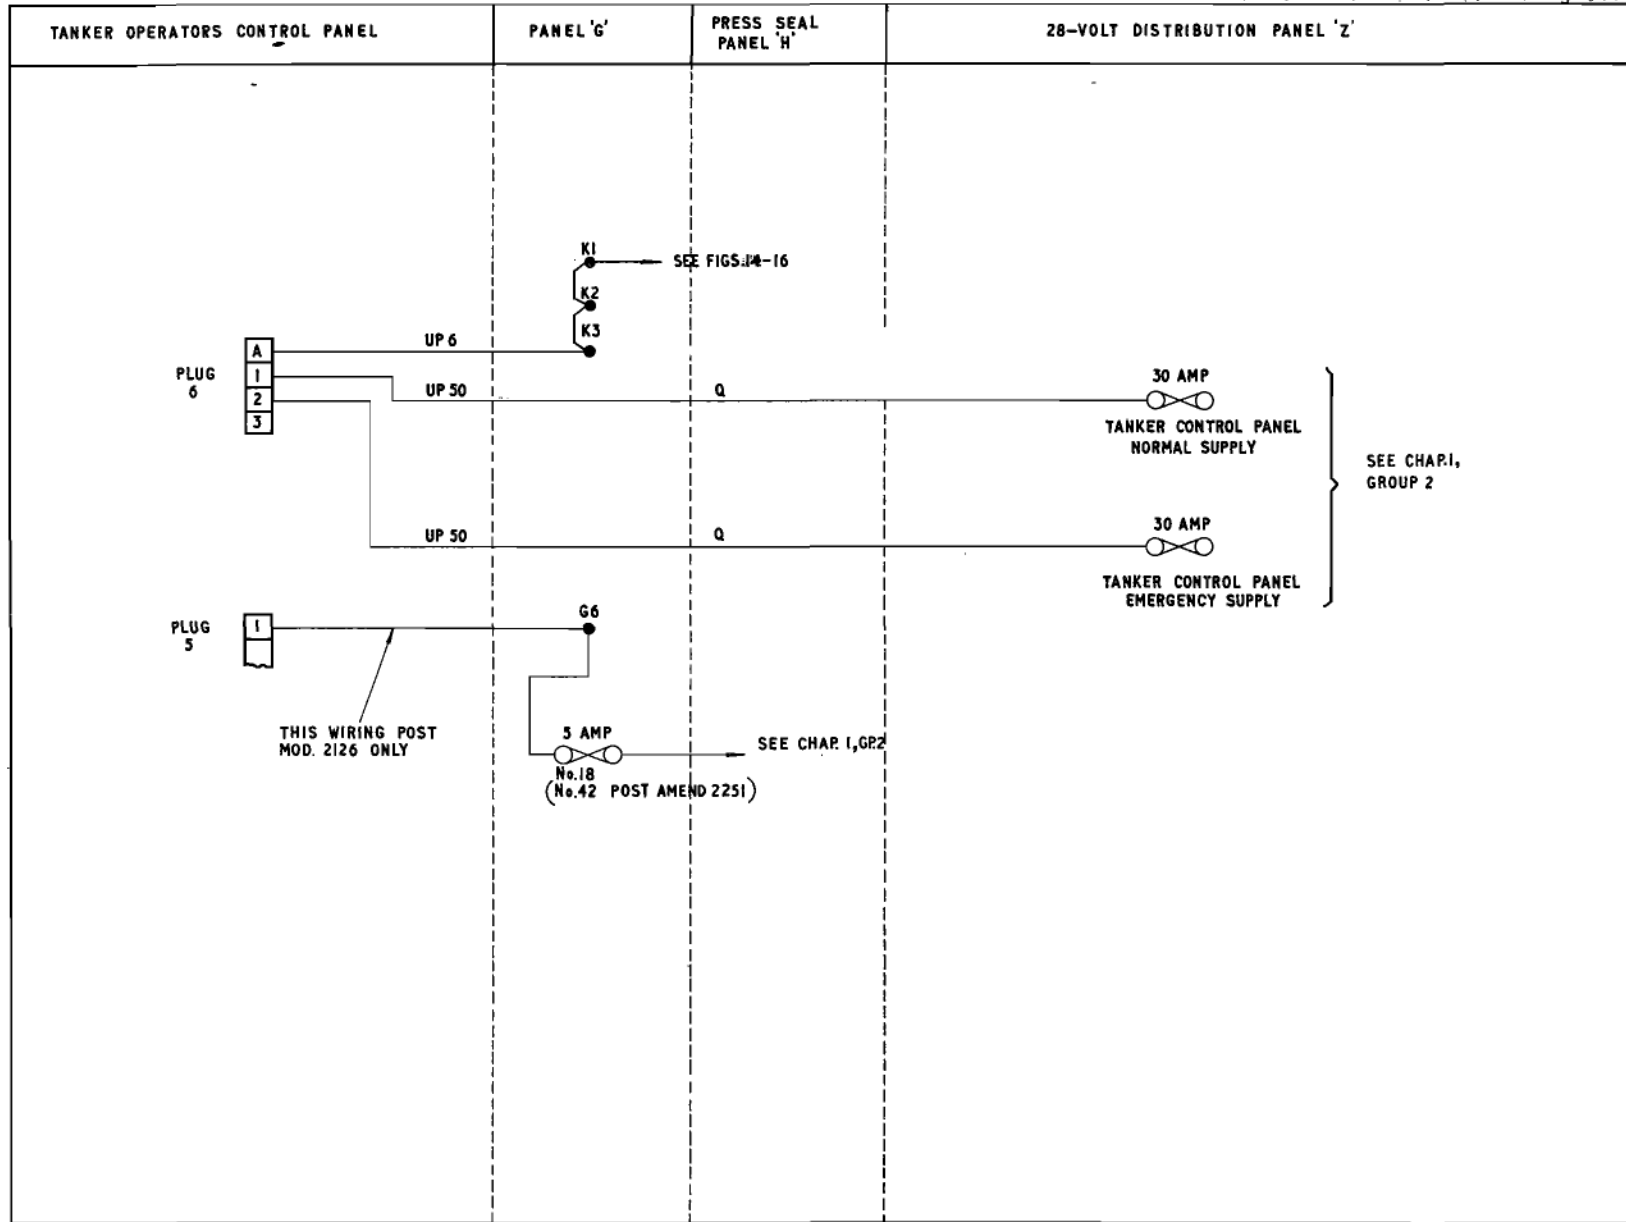 TANKER OPERATORS CONTROL PANEL
PANEL 'G'
PRESS SEAL
PANEL 'H'
28-VOLT DISTRIBUTION PANEL 'Z'
K1
SEE FIGS.14-16
K2
K3
UP 6
PLUG
6
A
1
2
3
UP 50
Q
30 AMP
TANKER CONTROL PANEL
NORMAL SUPPLY
SEE CHAP.1,
GROUP 2
UP 50
Q
30 AMP
TANKER CONTROL PANEL
EMERGENCY SUPPLY
PLUG
5
1
G6
THIS WIRING POST
MOD. 2126 ONLY
5 AMP
SEE CHAP. 1, GP.2
No.18
(No.42 POST AMEND 2251)